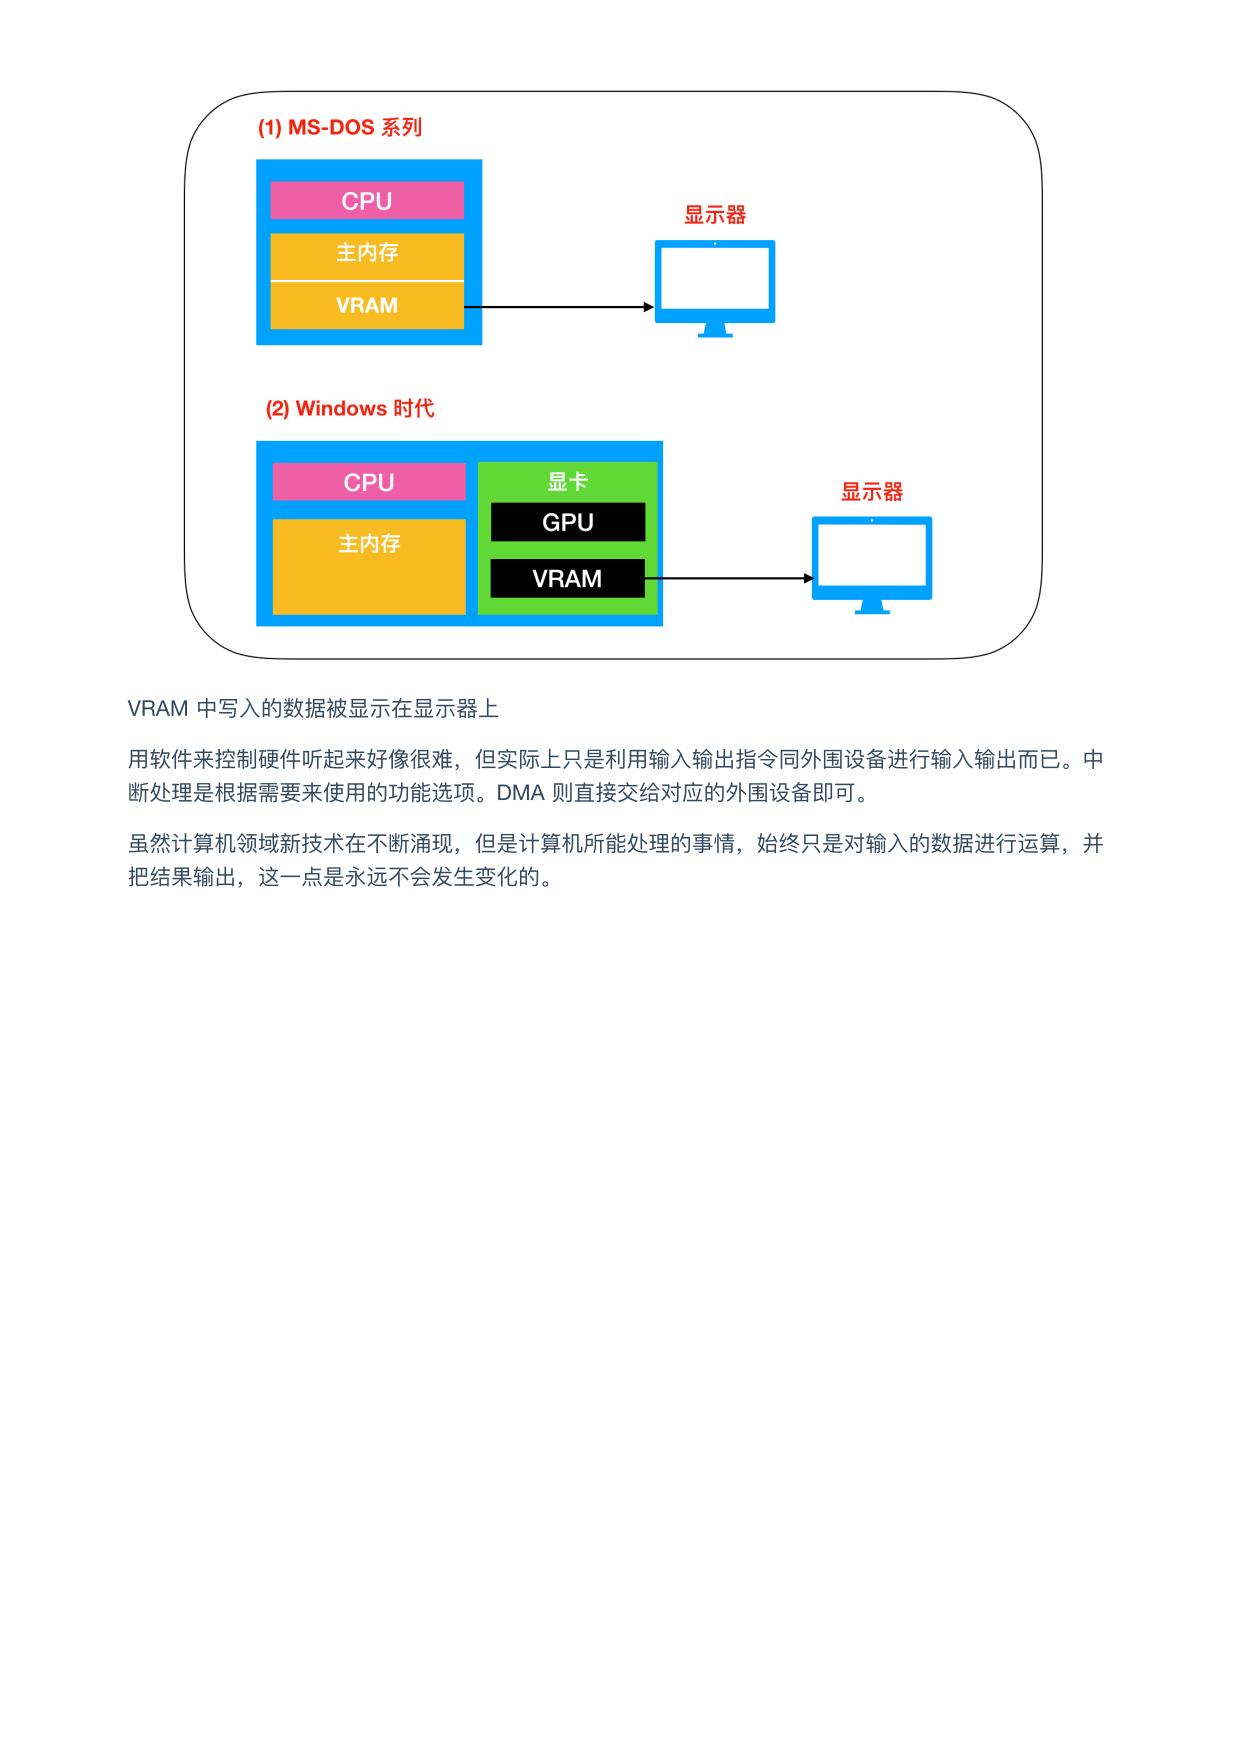 (1) MS-DOS 系列
CPU
主内存
VRAM
显示器
(2) Windows 时代
CPU
主内存
显卡
GPU
VRAM
显示器
VRAM 中写入的数据被显示在显示器上
用软件来控制硬件听起来好像很难，但实际上只是利用输入输出指令同外围设备进行输入输出而已。中
断处理是根据需要来使用的功能选项。DMA 则直接交给对应的外围设备即可。
虽然计算机领域新技术在不断涌现，但是计算机所能处理的事情，始终只是对输入的数据进行运算，并
把结果输出，这一点是永远不会发生变化的。